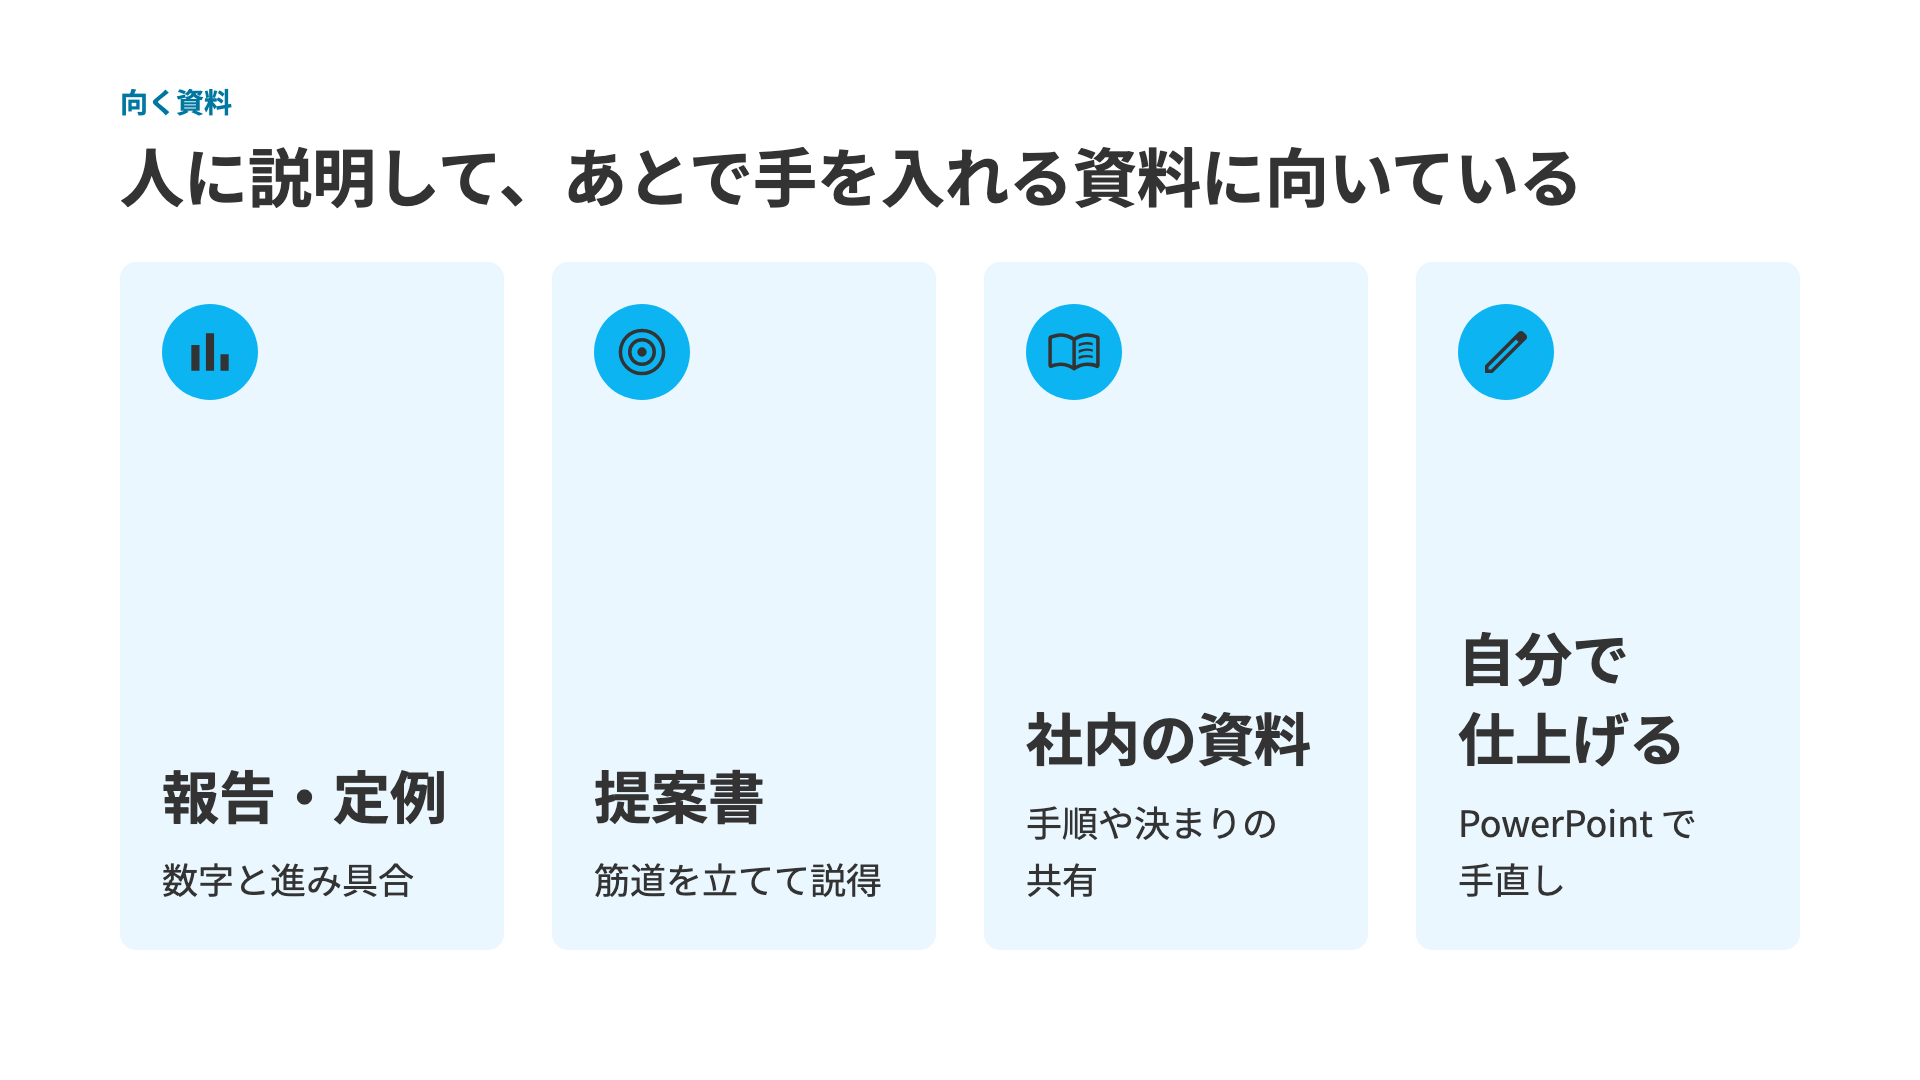 向く資料
人に説明して、あとで手を入れる資料に向いている
報告・定例
数字と進み具合
提案書
筋道を立てて説得
社内の資料
手順や決まりの
共有
自分で
仕上げる
PowerPoint で
手直し